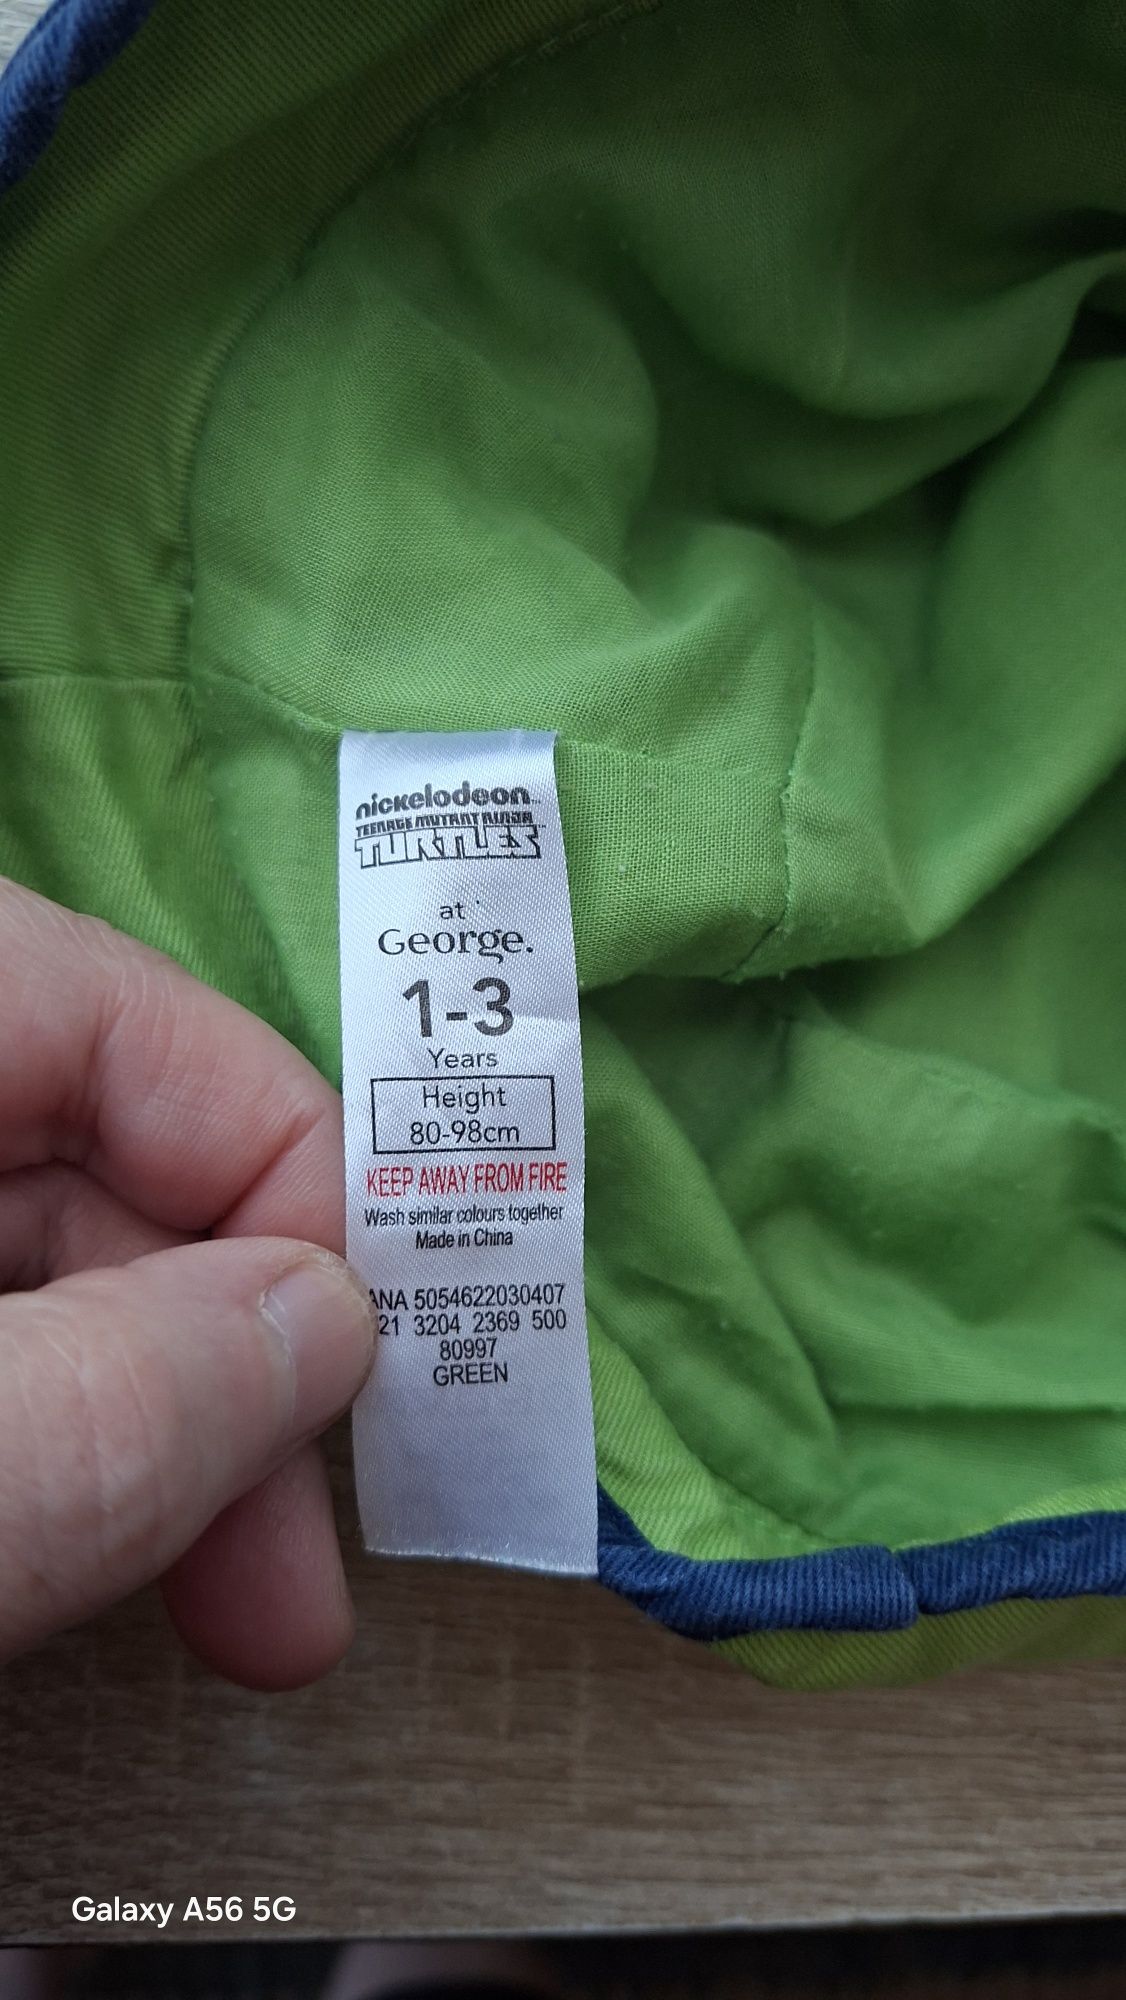 nickelodeon
TEENAGE MUTANT NINJA
TURTLES
at
George.
1-3
Years
Height
80-98cm
KEEP AWAY FROM FIRE
Wash similar colours together
Made in China
ANA 5054622030407
21 3204 2369 500
80997
GREEN
Galaxy A56 5G